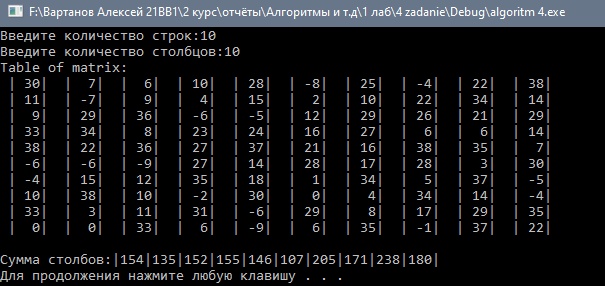 F:\Вартанов Алексей 21ВВ1\2 курс\отчёты\Алгоритмы и т.д\1 лаб\4 zadanie\Debug\algoritm 4.exe
Введите количество строк:10
Введите количество столбцов:10
Table of matrix:
| 30| 7| 6| 10| 28| -8| 25| -4| 22| 38|
| 11| -7| 9| 4| 15| 2| 10| 22| 34| 14|
| 9| 29| 36| -6| -5| 12| 29| 26| 21| 29|
| 33| 34| 8| 23| 24| 16| 27| 6| 6| 14|
| 38| 22| 36| 27| 37| 21| 16| 38| 35| 7|
| -6| -6| -9| 27| 14| 28| 17| 28| 3| 30|
| -4| 15| 12| 35| 18| 1| 34| 5| 37| -5|
| 10| 38| 10| -2| 30| 0| 4| 34| 14| -4|
| 33| 3| 11| 31| -6| 29| 8| 17| 29| 35|
| 0| 0| 33| 6| -9| 6| 35| -1| 37| 22|
Сумма столбов:|154|135|152|155|146|107|205|171|238|180|
Для продолжения нажмите любую клавишу . . .